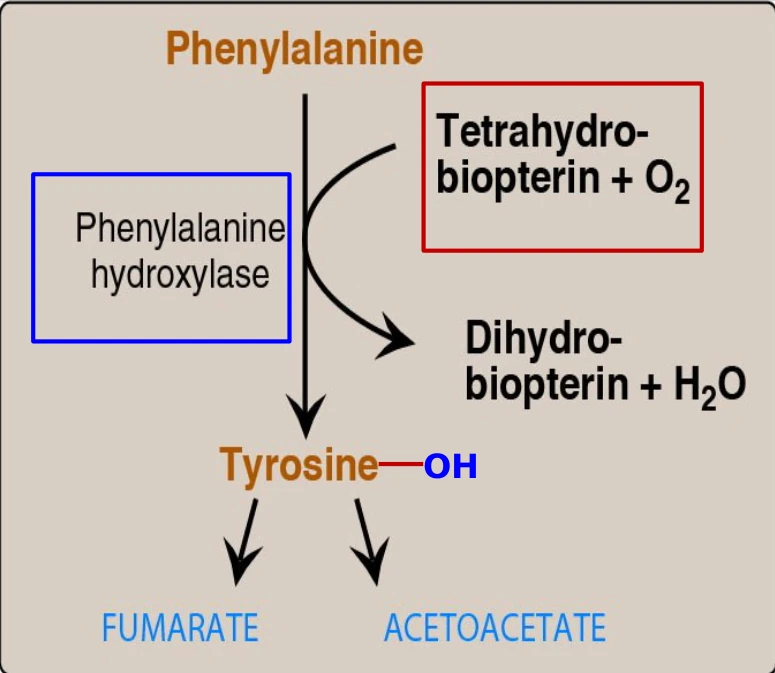 Phenylalanine
Tetrahydro-
biopterin + O₂
Phenylalanine
hydroxylase
Dihydro-
biopterin + H₂O
Tyrosine—OH
FUMARATE
ACETOACETATE